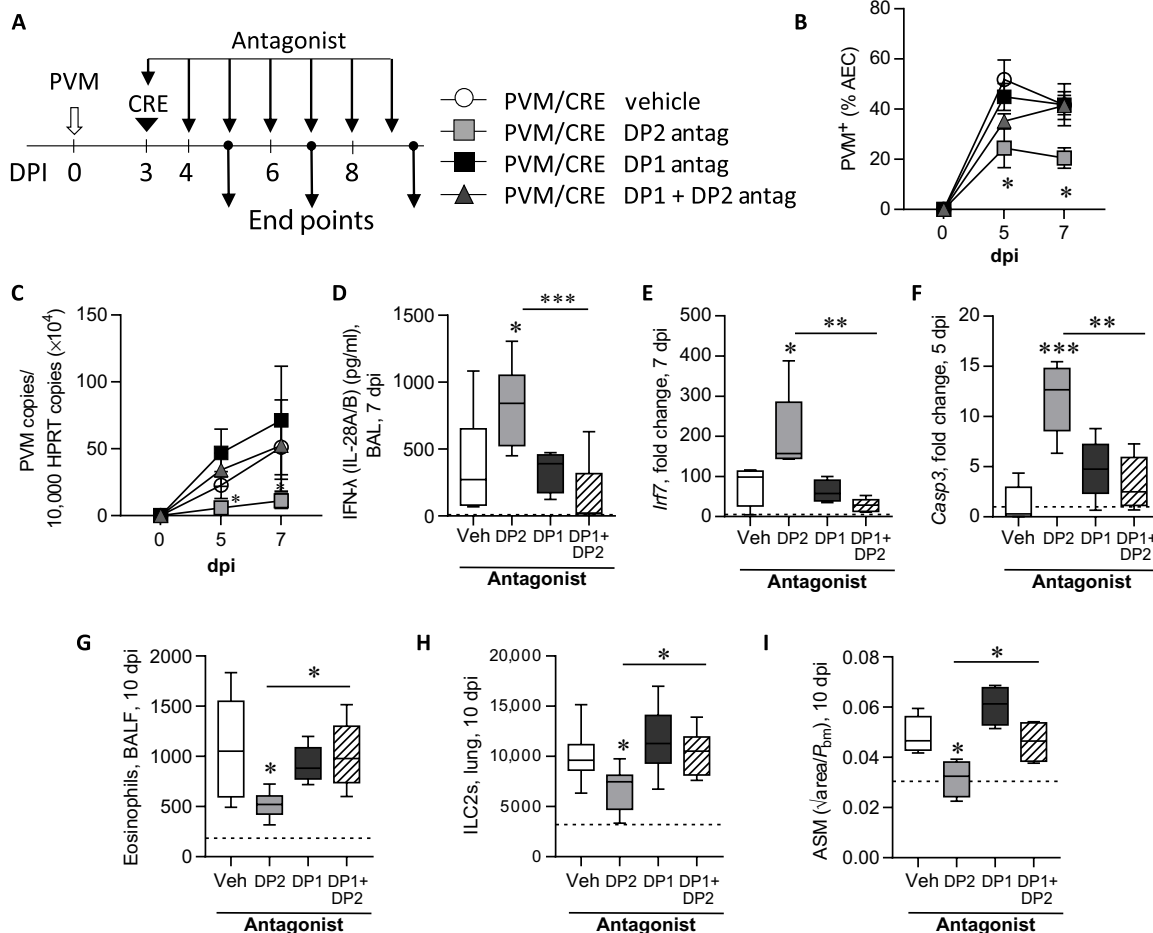 A
Antagonist
PVM
CRE
DPI 0 3 4 6 8
End points
PVM/CRE vehicle
PVM/CRE DP2 antag
PVM/CRE DP1 antag
PVM/CRE DP1 + DP2 antag
B
PVM⁺ (% AEC)
80
60
40
20
0
* *
0 5 7
dpi
C
PVM copies/
10,000 HPRT copies (×10⁴)
150
100
50
0
* *
0 5 7
dpi
D
IFN-λ (IL-28A/B) (pg/ml),
BAL, 7 dpi
1500
1000
500
0
***
*
Veh DP2 DP1 DP1+
DP2
Antagonist
E
Irf7, fold change, 7 dpi
500
400
300
200
100
0
**
*
Veh DP2 DP1 DP1+
DP2
Antagonist
F
Casp3, fold change, 5 dpi
20
15
10
5
0
**
***
Veh DP2 DP1 DP1+
DP2
Antagonist
G
Eosinophils, BALF, 10 dpi
2000
1500
1000
500
0
*
*
Veh DP2 DP1 DP1+
DP2
Antagonist
H
ILC2s, lung, 10 dpi
20,000
15,000
10,000
5000
0
*
*
Veh DP2 DP1 DP1+
DP2
Antagonist
I
ASM (√area/Pbm), 10 dpi
0.08
0.06
0.04
0.02
0.00
*
*
Veh DP2 DP1 DP1+
DP2
Antagonist